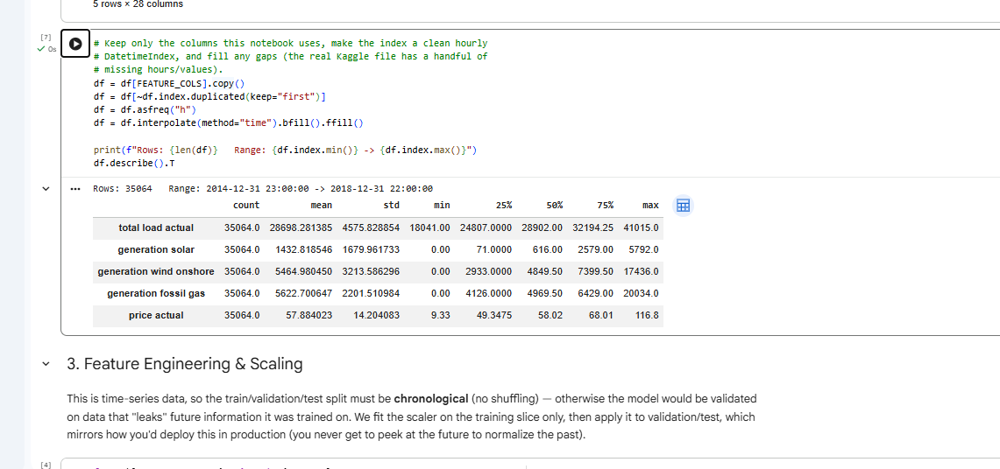 5 rows × 28 columns
[7]
0s
# Keep only the columns this notebook uses, make the index a clean hourly
# DatetimeIndex, and fill any gaps (the real Kaggle file has a handful of
# missing hours/values).
df = df[FEATURE_COLS].copy()
df = df[~df.index.duplicated(keep="first")]
df = df.asfreq("h")
df = df.interpolate(method="time").bfill().ffill()
print(f"Rows: {len(df)}   Range: {df.index.min()} -> {df.index.max()}")
df.describe().T
Rows: 35064   Range: 2014-12-31 23:00:00 -> 2018-12-31 22:00:00
count mean std min 25% 50% 75% max
total load actual 35064.0 28698.281385 4575.828854 18041.00 24807.0000 28902.00 32194.25 41015.0
generation solar 35064.0 1432.818546 1679.961733 0.00 71.0000 616.00 2579.00 5792.0
generation wind onshore 35064.0 5464.980450 3213.586296 0.00 2933.0000 4849.50 7399.50 17436.0
generation fossil gas 35064.0 5622.700647 2201.510984 0.00 4126.0000 4969.50 6429.00 20034.0
price actual 35064.0 57.884023 14.204083 9.33 49.3475 58.02 68.01 116.8
3. Feature Engineering & Scaling
This is time-series data, so the train/validation/test split must be chronological (no shuffling) — otherwise the model would be validated
on data that "leaks" future information it was trained on. We fit the scaler on the training slice only, then apply it to validation/test, which
mirrors how you'd deploy this in production (you never get to peek at the future to normalize the past).
[4]